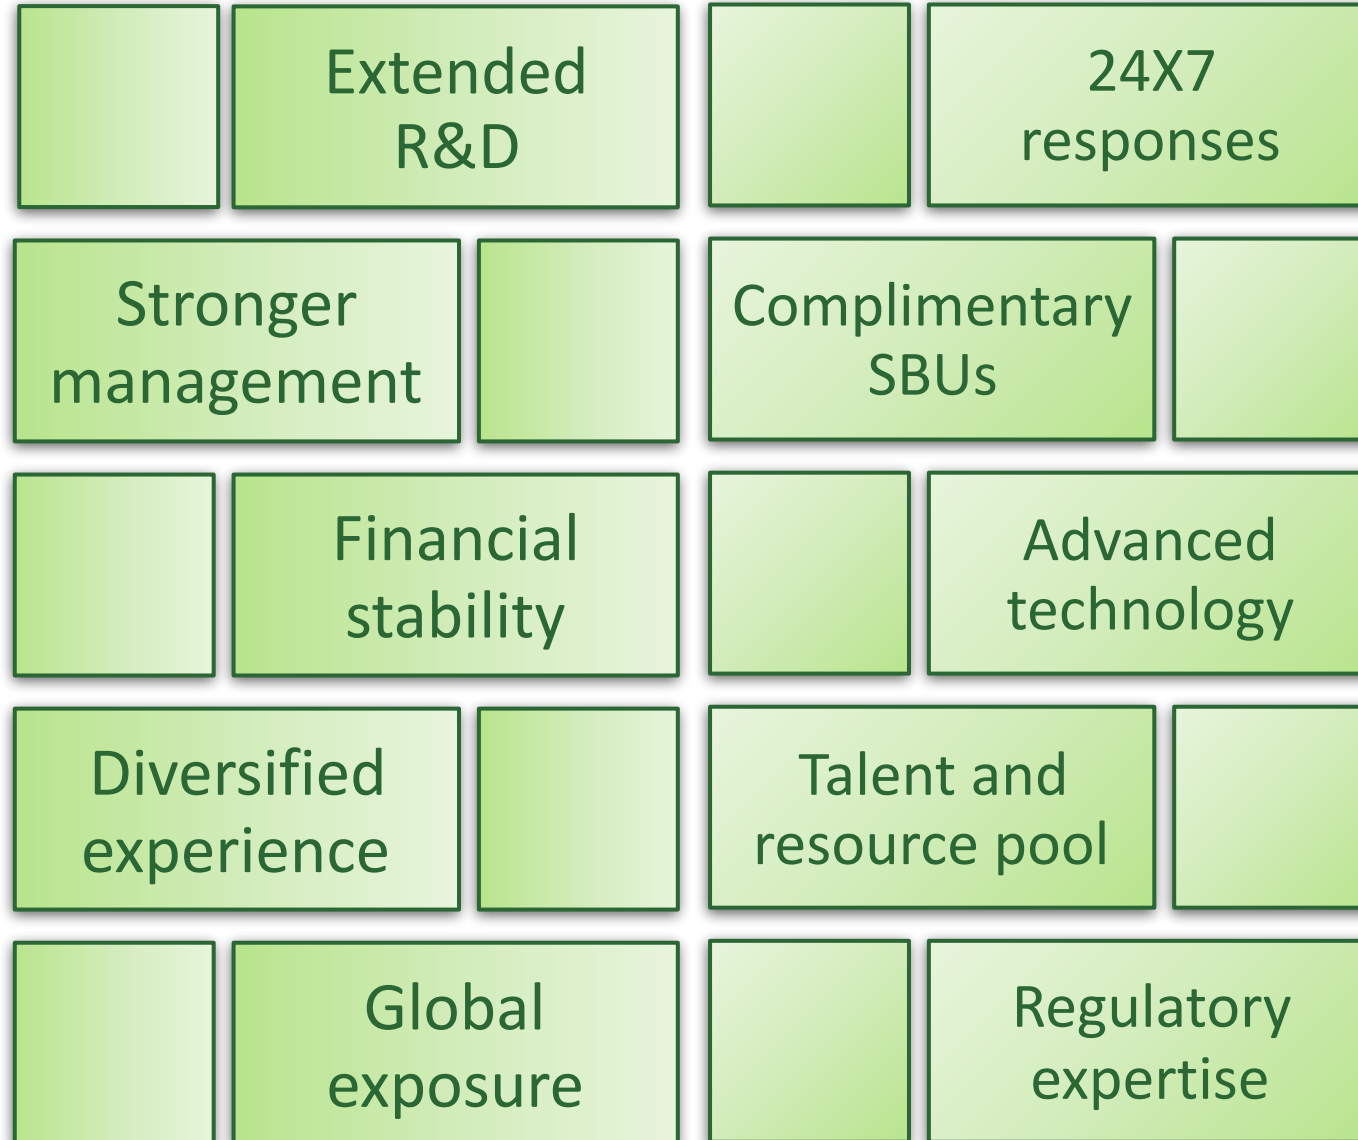 Extended
R&D
24X7
responses
Stronger
management
Complimentary
SBUs
Financial
stability
Advanced
technology
Diversified
experience
Talent and
resource pool
Global
exposure
Regulatory
expertise